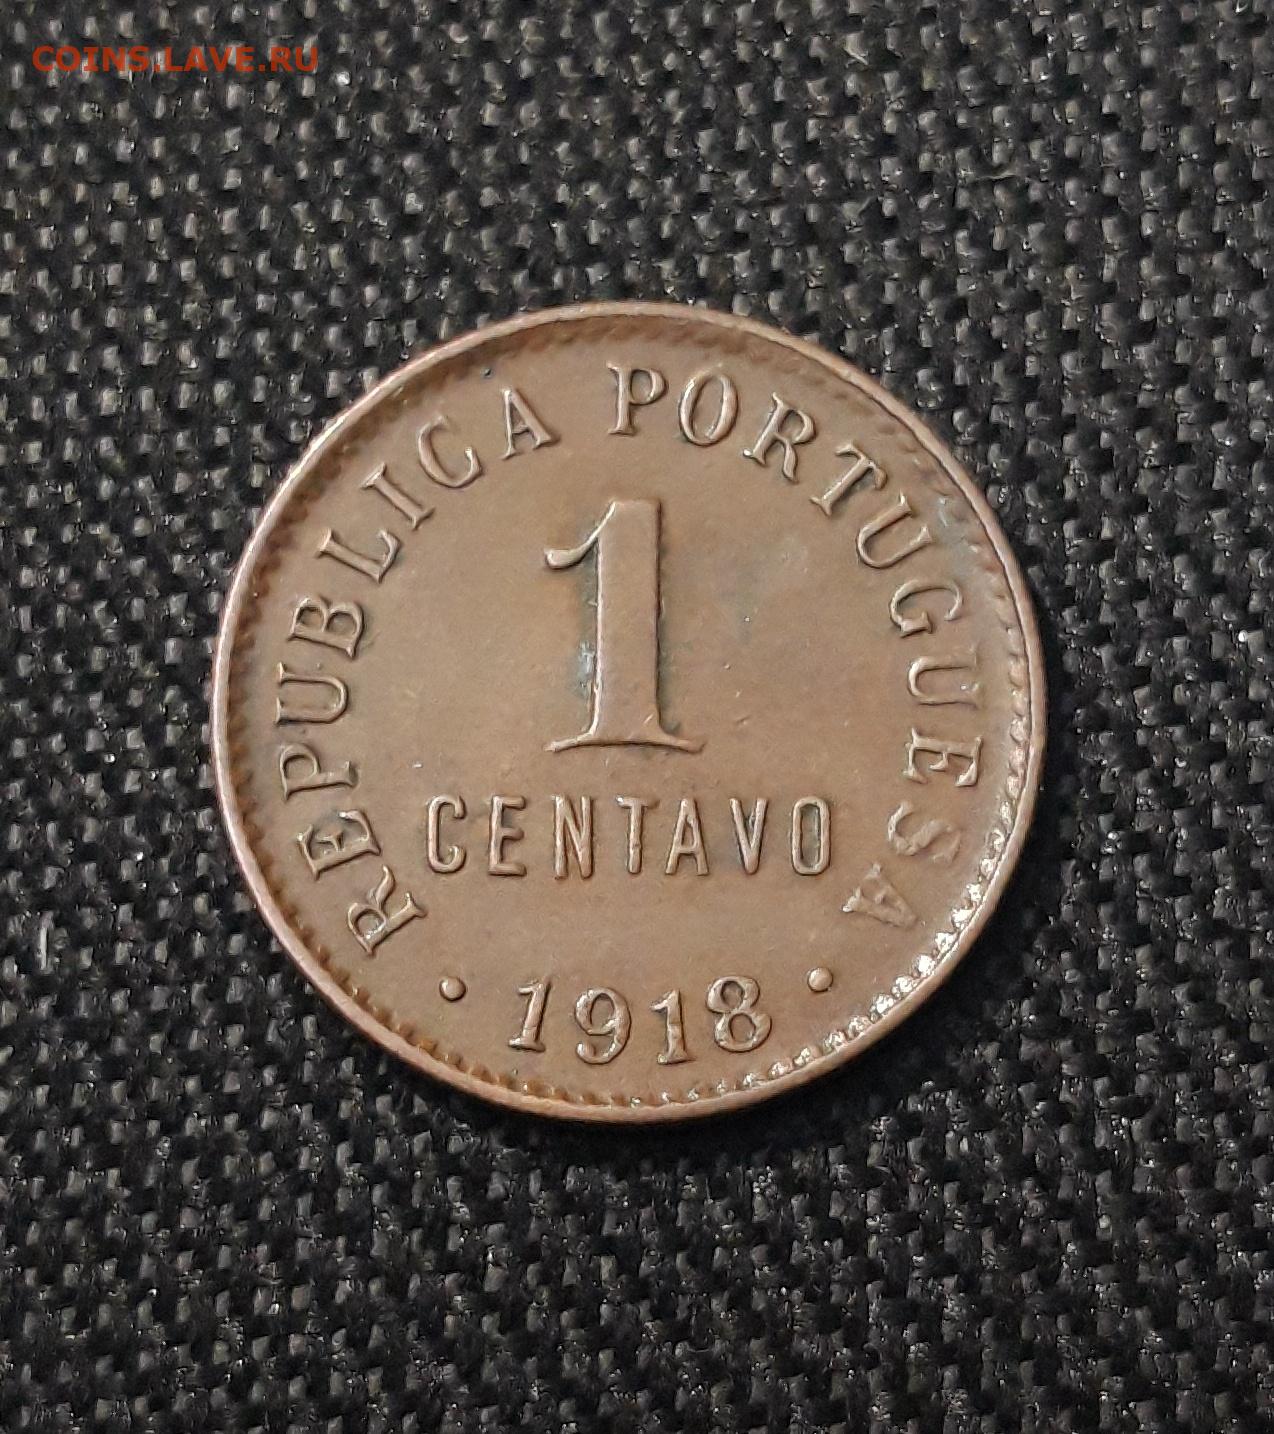 COINS.LAVE.RU
REPUBLICA PORTUGUESA
1
CENTAVO
· 1918 ·